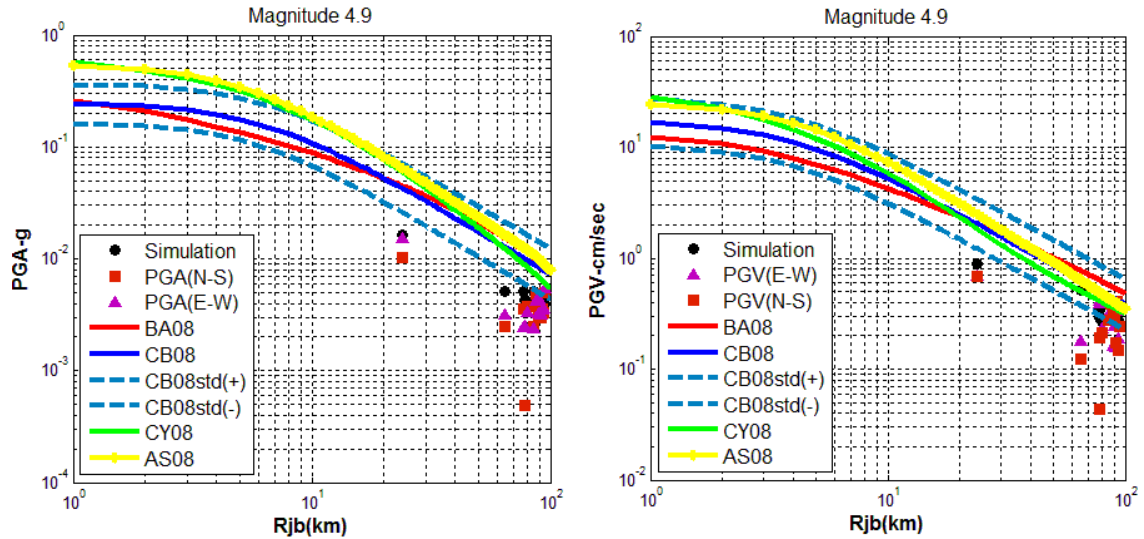 Magnitude 4.9
10^0
10^-1
10^-2
10^-3
10^-4
PGA-g
Simulation
PGA(N-S)
PGA(E-W)
BA08
CB08
CB08std(+)
CB08std(-)
CY08
AS08
10^0
10^1
10^2
Rjb(km)
Magnitude 4.9
10^2
10^1
10^0
10^-1
10^-2
PGV-cm/sec
Simulation
PGV(E-W)
PGV(N-S)
BA08
CB08
CB08std(+)
CB08std(-)
CY08
AS08
10^0
10^1
10^2
Rjb(km)